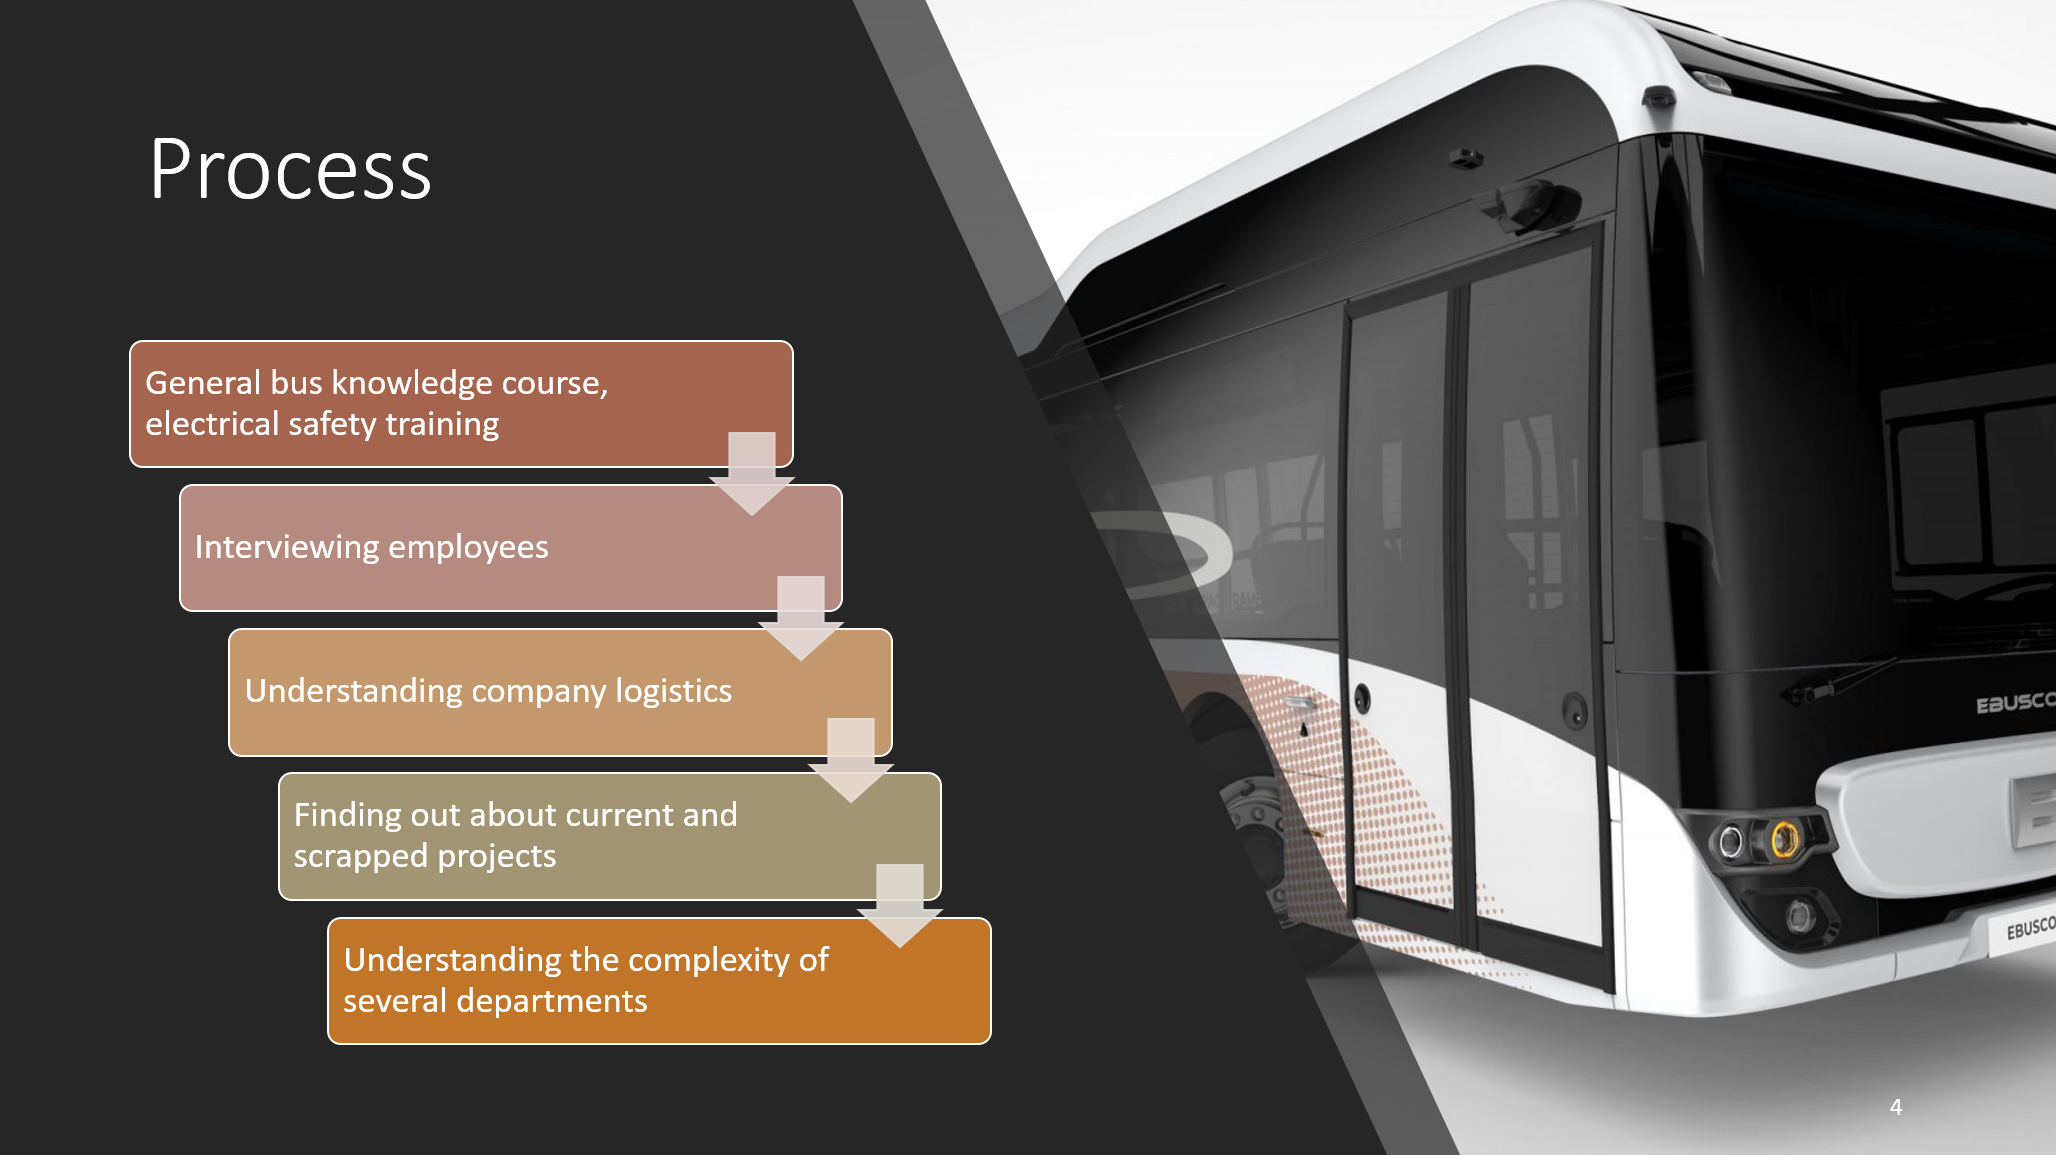 Process
General bus knowledge course,
electrical safety training
Interviewing employees
Understanding company logistics
Finding out about current and
scrapped projects
Understanding the complexity of
several departments
EBUSCO
EBUSCO
4